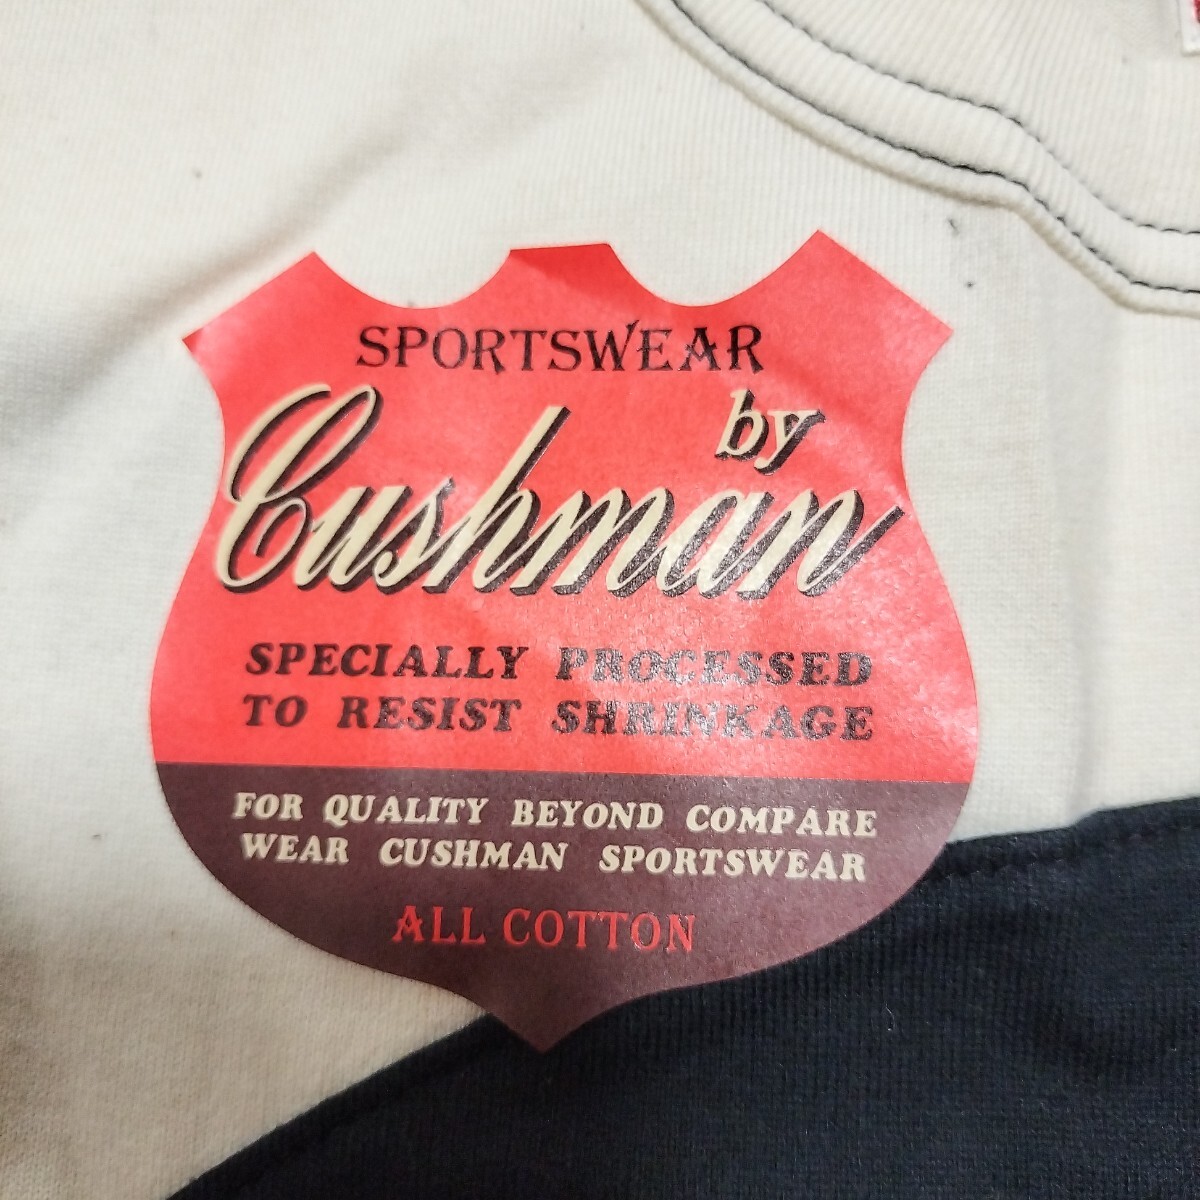 SPORTSWEAR
by
Cushman
SPECIALLY PROCESSED
TO RESIST SHRINKAGE
FOR QUALITY BEYOND COMPARE
WEAR CUSHMAN SPORTSWEAR
ALL COTTON